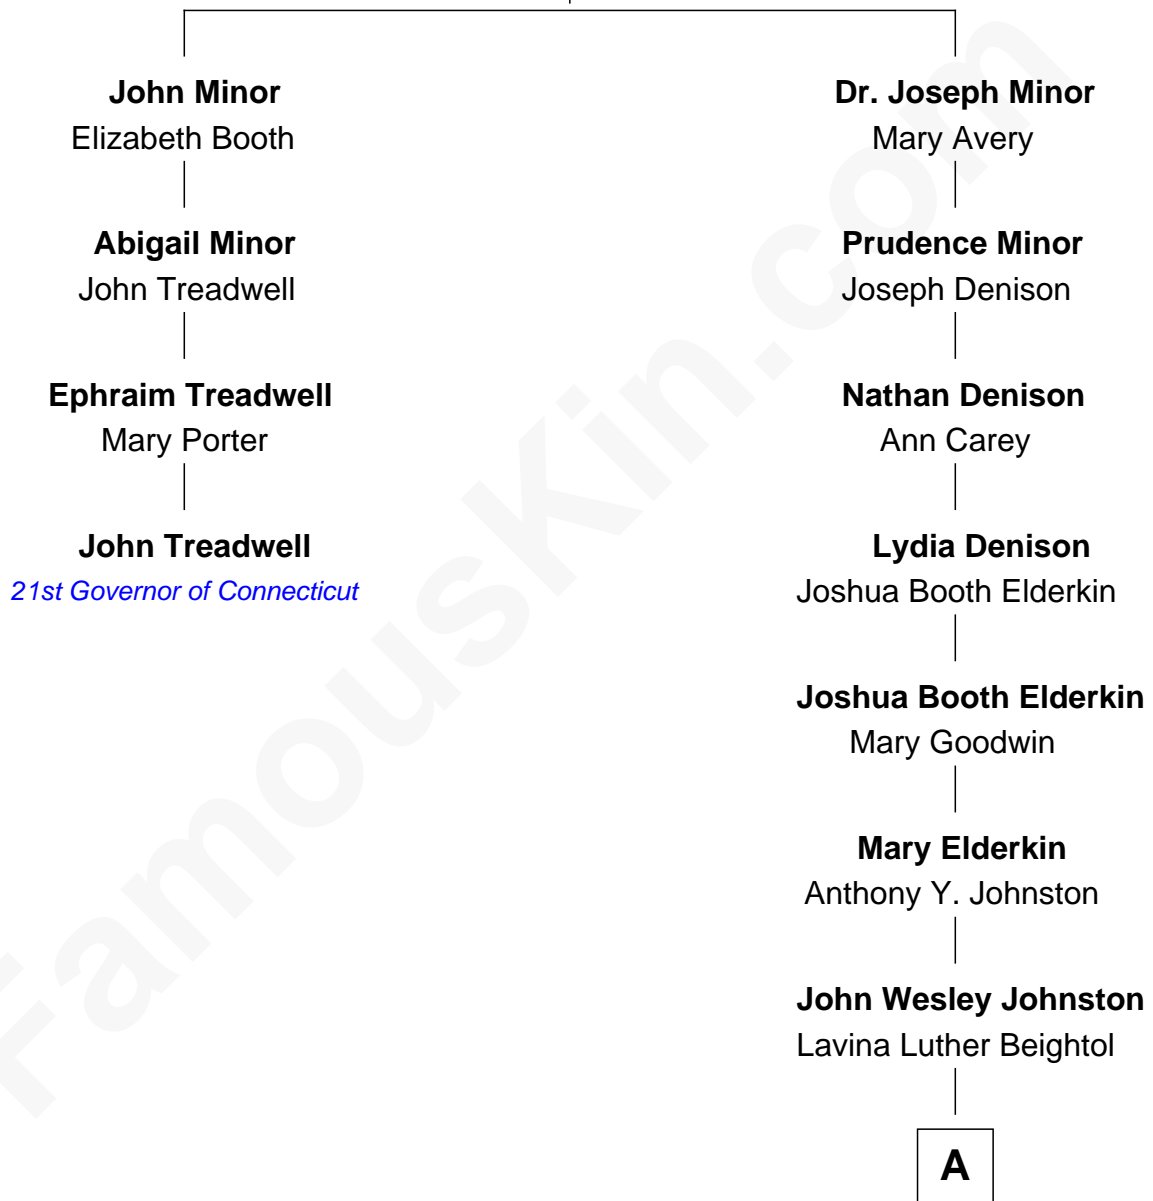 John Minor
Elizabeth Booth
Abigail Minor
John Treadwell
Ephraim Treadwell
Mary Porter
John Treadwell
21st Governor of Connecticut
Dr. Joseph Minor
Mary Avery
Prudence Minor
Joseph Denison
Nathan Denison
Ann Carey
Lydia Denison
Joshua Booth Elderkin
Joshua Booth Elderkin
Mary Goodwin
Mary Elderkin
Anthony Y. Johnston
John Wesley Johnston
Lavina Luther Beightol
A
FamousKin.com